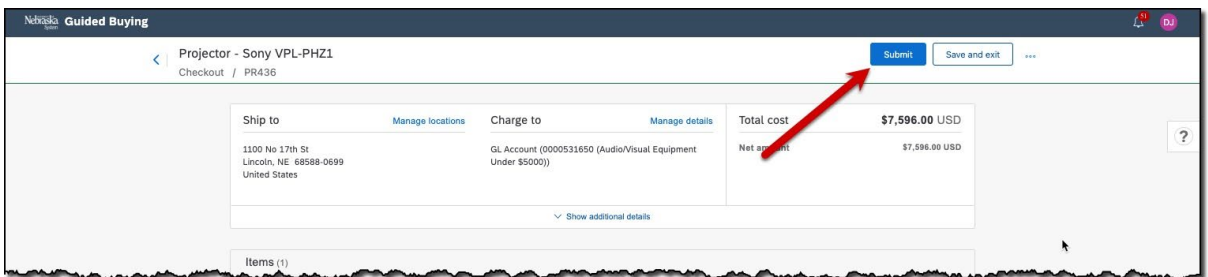 Nebraska System Guided Buying
51
DJ
Projector - Sony VPL-PHZ1
Submit
Save and exit
Checkout / PR436
Ship to
Manage locations
Charge to
Manage details
Total cost
$7,596.00 USD
1100 No 17th St
Lincoln, NE 68588-0699
United States
GL Account (0000531650 (Audio/Visual Equipment
Under $5000))
Net amount
$7,596.00 USD
?
Show additional details
Items (1)